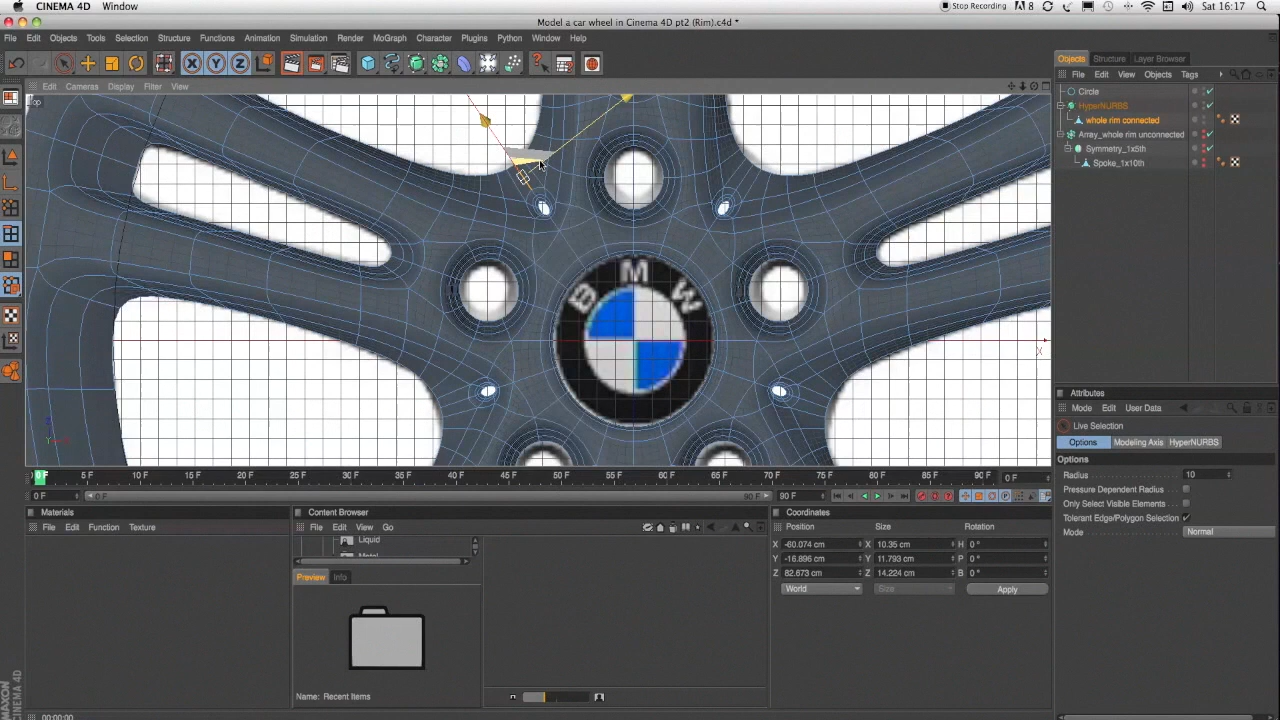 CINEMA 4D Window Stop Recording 8 Sat 16:17
Model a car wheel in Cinema 4D pt2 (Rim).c4d *
File Edit Objects Tools Selection Structure Functions Animation Simulation Render MoGraph Character Plugins Python Window Help
X Y Z
Edit Cameras Display Filter View
Objects Structure Layer Browser
File Edit View Objects Tags
Circle
HyperNURBS
whole rim connected
Array_whole rim unconnected
Symmetry_1x5th
Spoke_1x10th
B M W
X
Y
Attributes
Mode Edit User Data
Live Selection
Options Modeling Axis HyperNURBS
Options
Radius 10
Pressure Dependent Radius
Only Select Visible Elements
Tolerant Edge/Polygon Selection
Mode Normal
0 F 5 F 10 F 15 F 20 F 25 F 30 F 35 F 40 F 45 F 50 F 55 F 60 F 65 F 70 F 75 F 80 F 85 F 90 F 0 F
0 F 0 F 90 F 90 F
Materials
File Edit Function Texture
Content Browser
File Edit View Go
Liquid
Metal
Preview Info
Name: Recent Items
Coordinates
Position Size Rotation
X -60.074 cm X 10.35 cm H 0 °
Y -16.896 cm Y 11.793 cm P 0 °
Z 82.673 cm Z 14.224 cm B 0 °
World Size Apply
MAXON CINEMA 4D
00:00:00